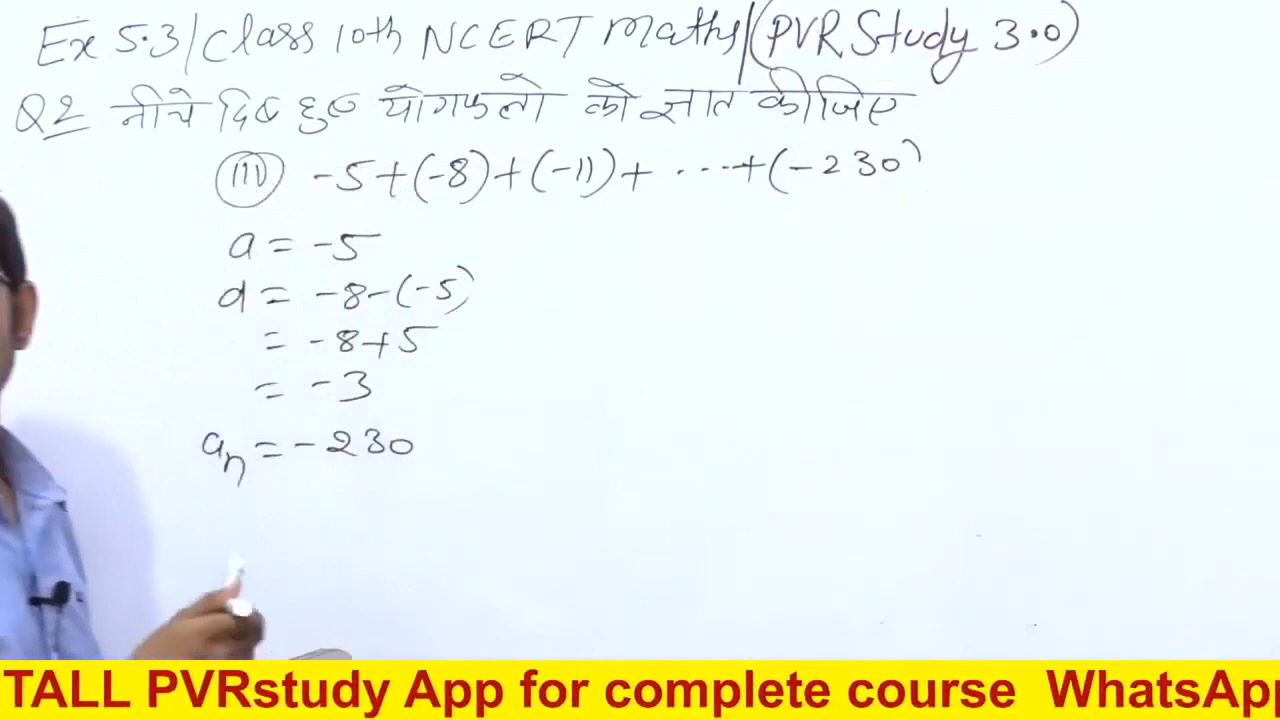 Ex 5.3/Class 10th NCERT Maths/(PVR Study 3.0)
Q2 नीचे दिए हुए योगफलो को ज्ञात कीजिए
(iii) -5+(-8)+(-11)+ ....+(-230)
a = -5
d = -8-(-5)
= -8+5
= -3
aₙ = -230
TALL PVRstudy App for complete course WhatsApp